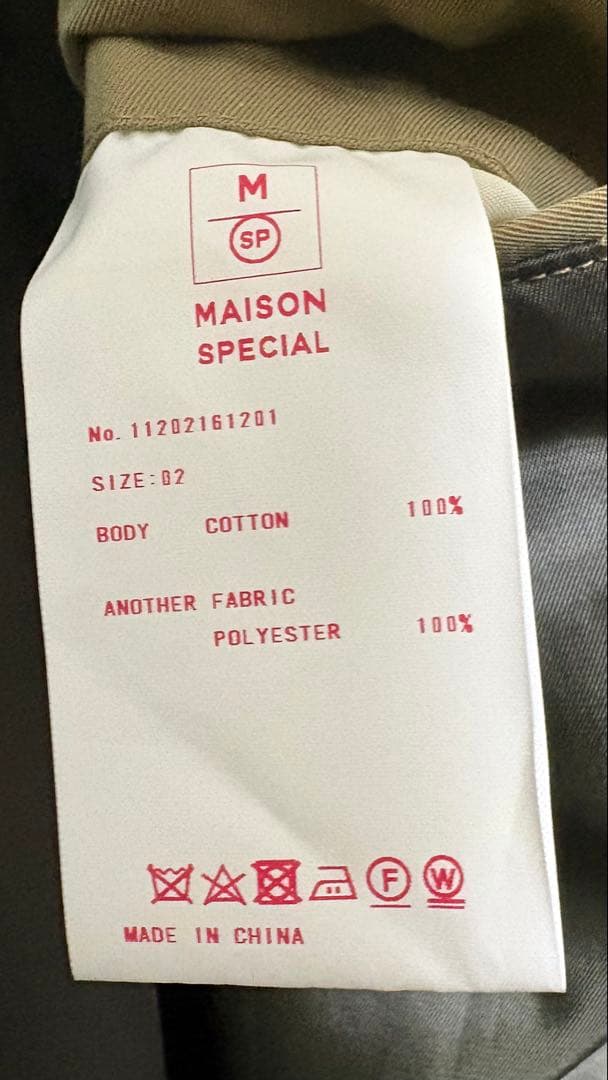 M
SP
MAISON
SPECIAL
No. 11202161201
SIZE:02
BODY COTTON 100%
ANOTHER FABRIC
POLYESTER 100%
F W
MADE IN CHINA